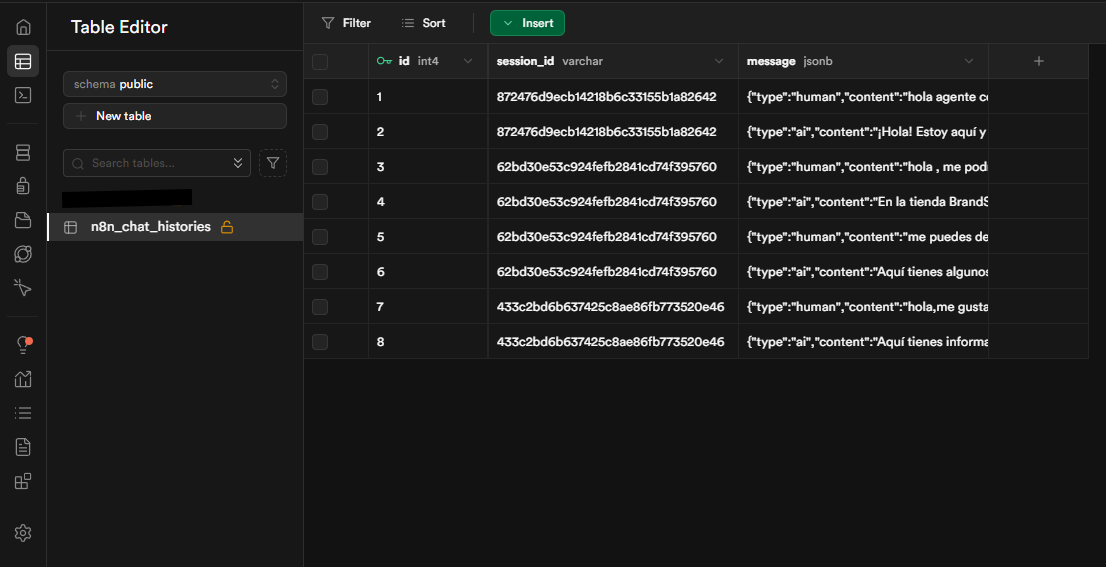 Table Editor
schema public
New table
Search tables...
n8n_chat_histories
Filter Sort Insert
id int4 session_id varchar message jsonb
1 872476d9ecb14218b6c33155b1a82642 {"type":"human","content":"hola agente co
2 872476d9ecb14218b6c33155b1a82642 {"type":"ai","content":"¡Hola! Estoy aquí y
3 62bd30e53c924fefb2841cd74f395760 {"type":"human","content":"hola , me pod
4 62bd30e53c924fefb2841cd74f395760 {"type":"ai","content":"En la tienda BrandS
5 62bd30e53c924fefb2841cd74f395760 {"type":"human","content":"me puedes de
6 62bd30e53c924fefb2841cd74f395760 {"type":"ai","content":"Aquí tienes algunos
7 433c2bd6b637425c8ae86fb773520e46 {"type":"human","content":"hola,me gusta
8 433c2bd6b637425c8ae86fb773520e46 {"type":"ai","content":"Aquí tienes informa